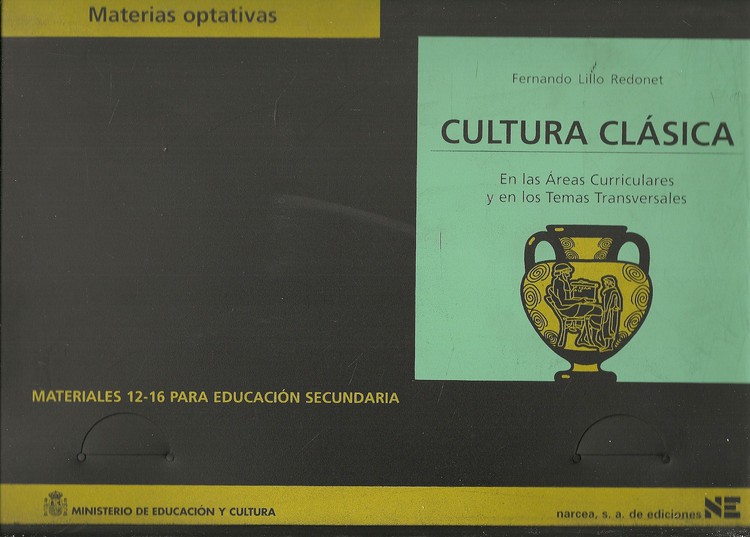 Materias optativas
Fernando Lillo Redonet
CULTURA CLÁSICA
En las Áreas Curriculares
y en los Temas Transversales
MATERIALES 12-16 PARA EDUCACIÓN SECUNDARIA
MINISTERIO DE EDUCACIÓN Y CULTURA
narcea, s. a. de ediciones NE